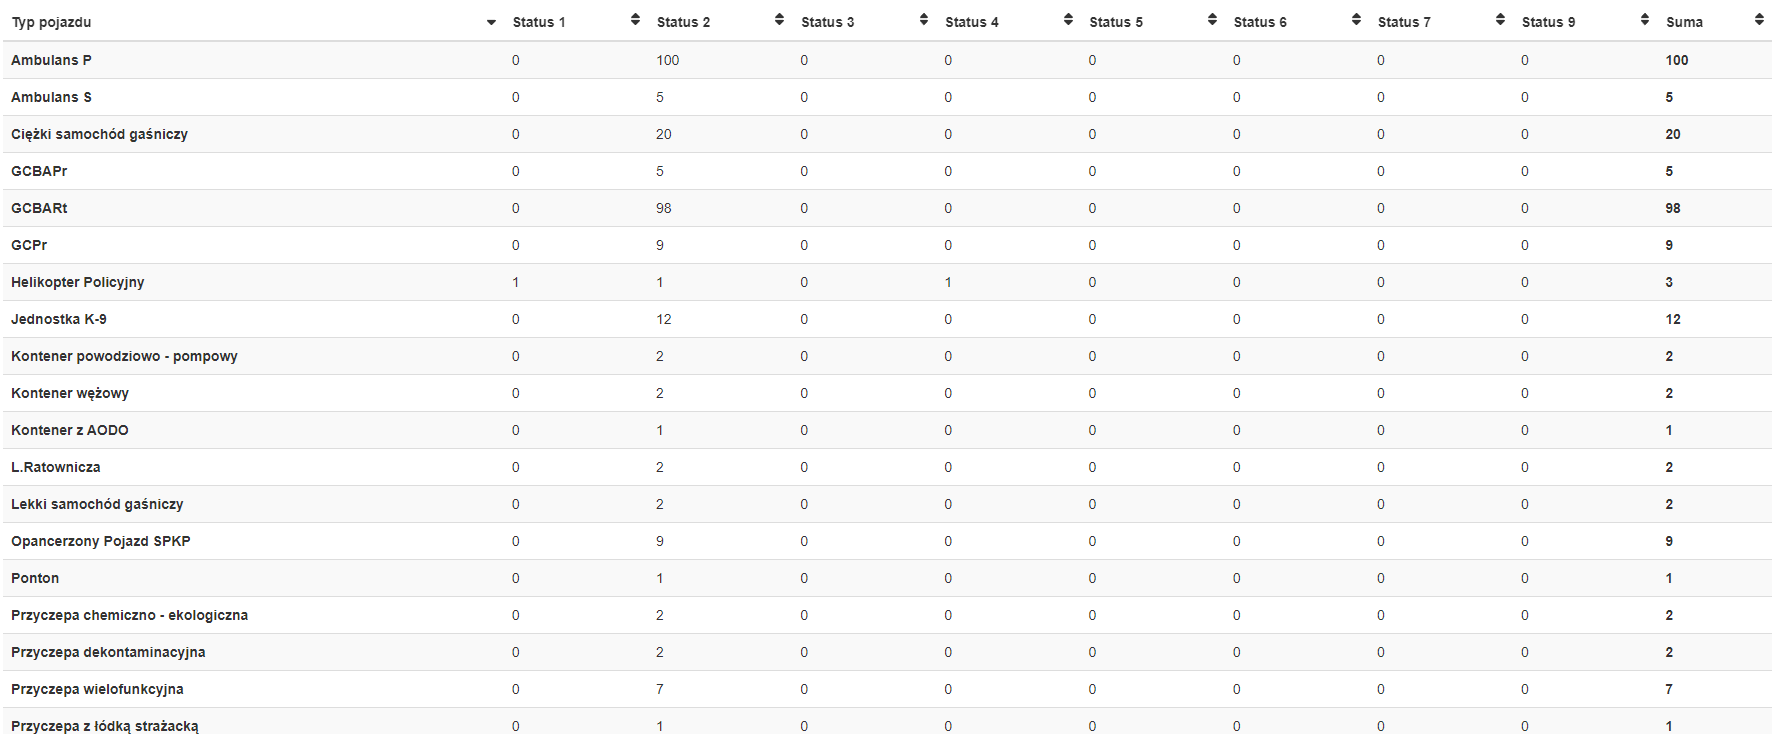 Typ pojazdu Status 1 Status 2 Status 3 Status 4 Status 5 Status 6 Status 7 Status 9 Suma
Ambulans P 0 100 0 0 0 0 0 0 100
Ambulans S 0 5 0 0 0 0 0 0 5
Ciężki samochód gaśniczy 0 20 0 0 0 0 0 0 20
GCBAPr 0 5 0 0 0 0 0 0 5
GCBARt 0 98 0 0 0 0 0 0 98
GCPr 0 9 0 0 0 0 0 0 9
Helikopter Policyjny 1 1 0 1 0 0 0 0 3
Jednostka K-9 0 12 0 0 0 0 0 0 12
Kontener powodziowo - pompowy 0 2 0 0 0 0 0 0 2
Kontener wężowy 0 2 0 0 0 0 0 0 2
Kontener z AODO 0 1 0 0 0 0 0 0 1
L.Ratownicza 0 2 0 0 0 0 0 0 2
Lekki samochód gaśniczy 0 2 0 0 0 0 0 0 2
Opancerzony Pojazd SPKP 0 9 0 0 0 0 0 0 9
Ponton 0 1 0 0 0 0 0 0 1
Przyczepa chemiczno - ekologiczna 0 2 0 0 0 0 0 0 2
Przyczepa dekontaminacyjna 0 2 0 0 0 0 0 0 2
Przyczepa wielofunkcyjna 0 7 0 0 0 0 0 0 7
Przyczepa z łódką strażacką 0 1 0 0 0 0 0 0 1